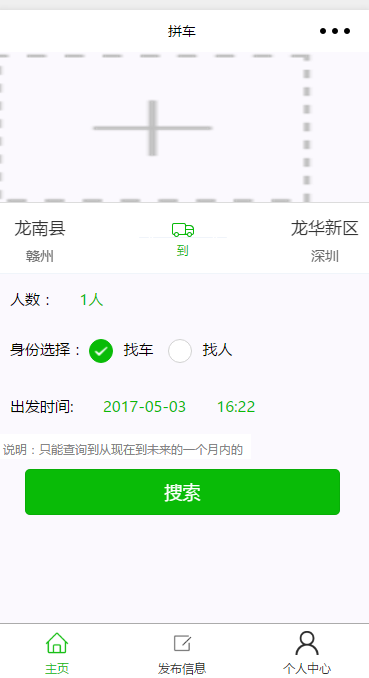 拼车
龙南县 龙华新区
赣州 到 深圳
人数： 1人
身份选择： 找车 找人
出发时间: 2017-05-03 16:22
说明：只能查询到从现在到未来的一个月内的
搜索
主页 发布信息 个人中心